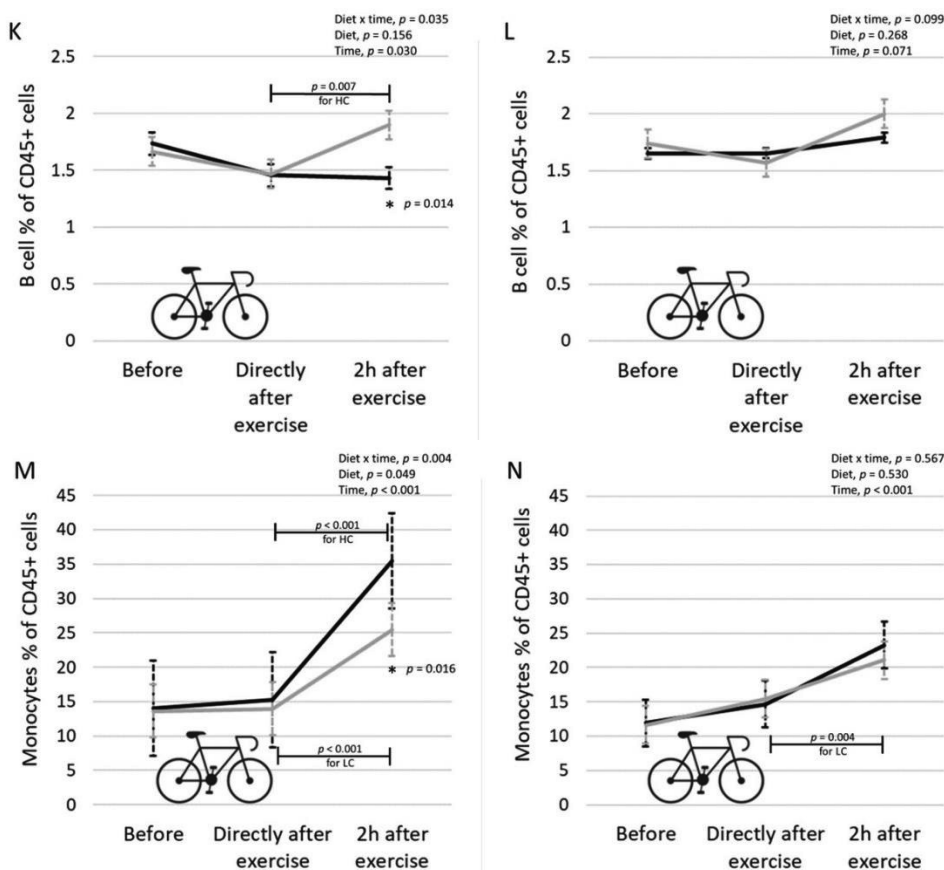 K
Diet x time, p = 0.035
Diet, p = 0.156
Time, p = 0.030
B cell % of CD45+ cells
2.5
2
1.5
1
0.5
0
p = 0.007
for HC
* p = 0.014
Before
Directly
after
exercise
2h after
exercise
L
Diet x time, p = 0.099
Diet, p = 0.268
Time, p = 0.071
B cell % of CD45+ cells
2.5
2
1.5
1
0.5
0
Before
Directly
after
exercise
2h after
exercise
M
Diet x time, p = 0.004
Diet, p = 0.049
Time, p < 0.001
Monocytes % of CD45+ cells
45
40
35
30
25
20
15
10
5
0
p < 0.001
for HC
* p = 0.016
p < 0.001
for LC
Before
Directly after
exercise
2h after
exercise
N
Diet x time, p = 0.567
Diet, p = 0.530
Time, p < 0.001
Monocytes % of CD45+ cells
45
40
35
30
25
20
15
10
5
0
p = 0.004
for LC
Before
Directly after
exercise
2h after
exercise